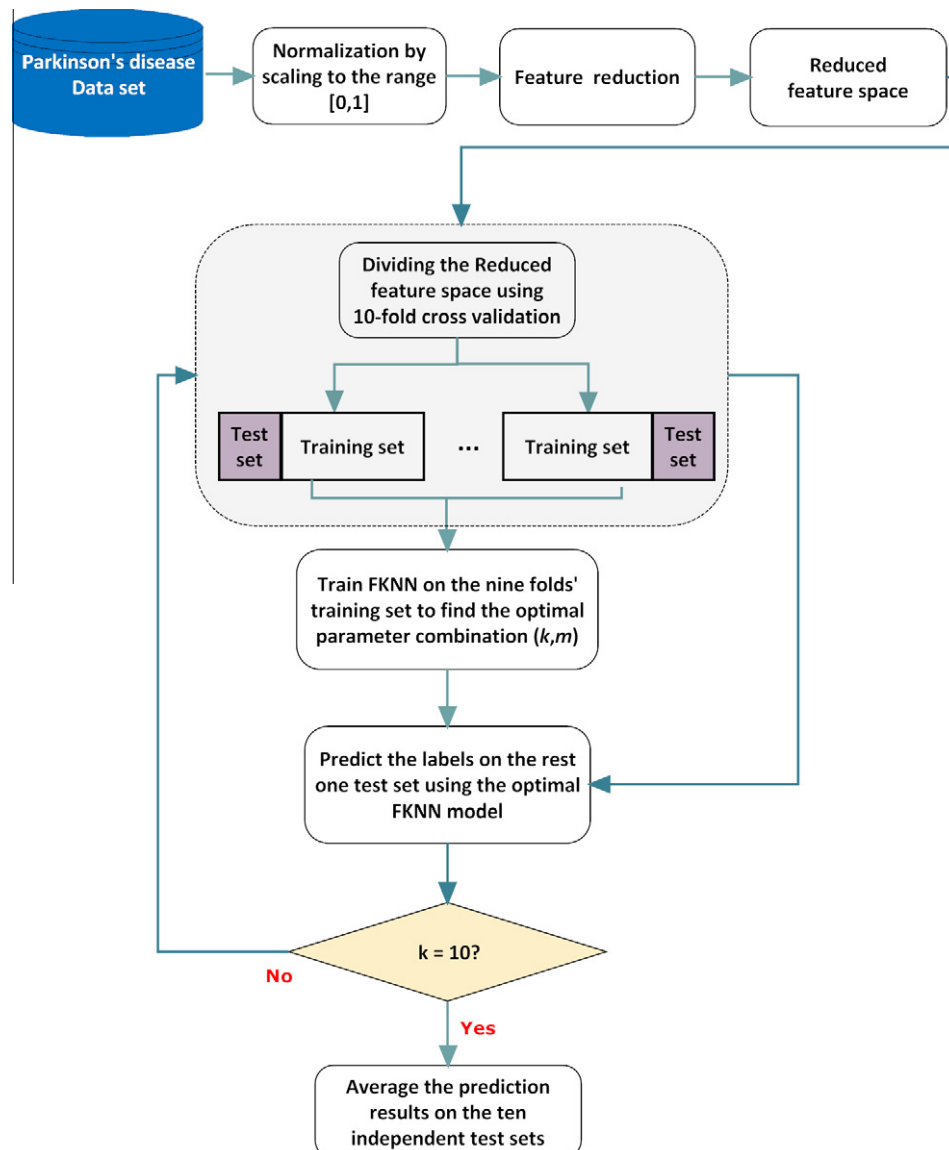 Parkinson's disease
Data set
Normalization by
scaling to the range
[0,1]
Feature reduction
Reduced
feature space
Dividing the Reduced
feature space using
10-fold cross validation
Test
set
Training set
...
Training set
Test
set
Train FKNN on the nine folds'
training set to find the optimal
parameter combination (k,m)
Predict the labels on the rest
one test set using the optimal
FKNN model
k = 10?
No
Yes
Average the prediction
results on the ten
independent test sets